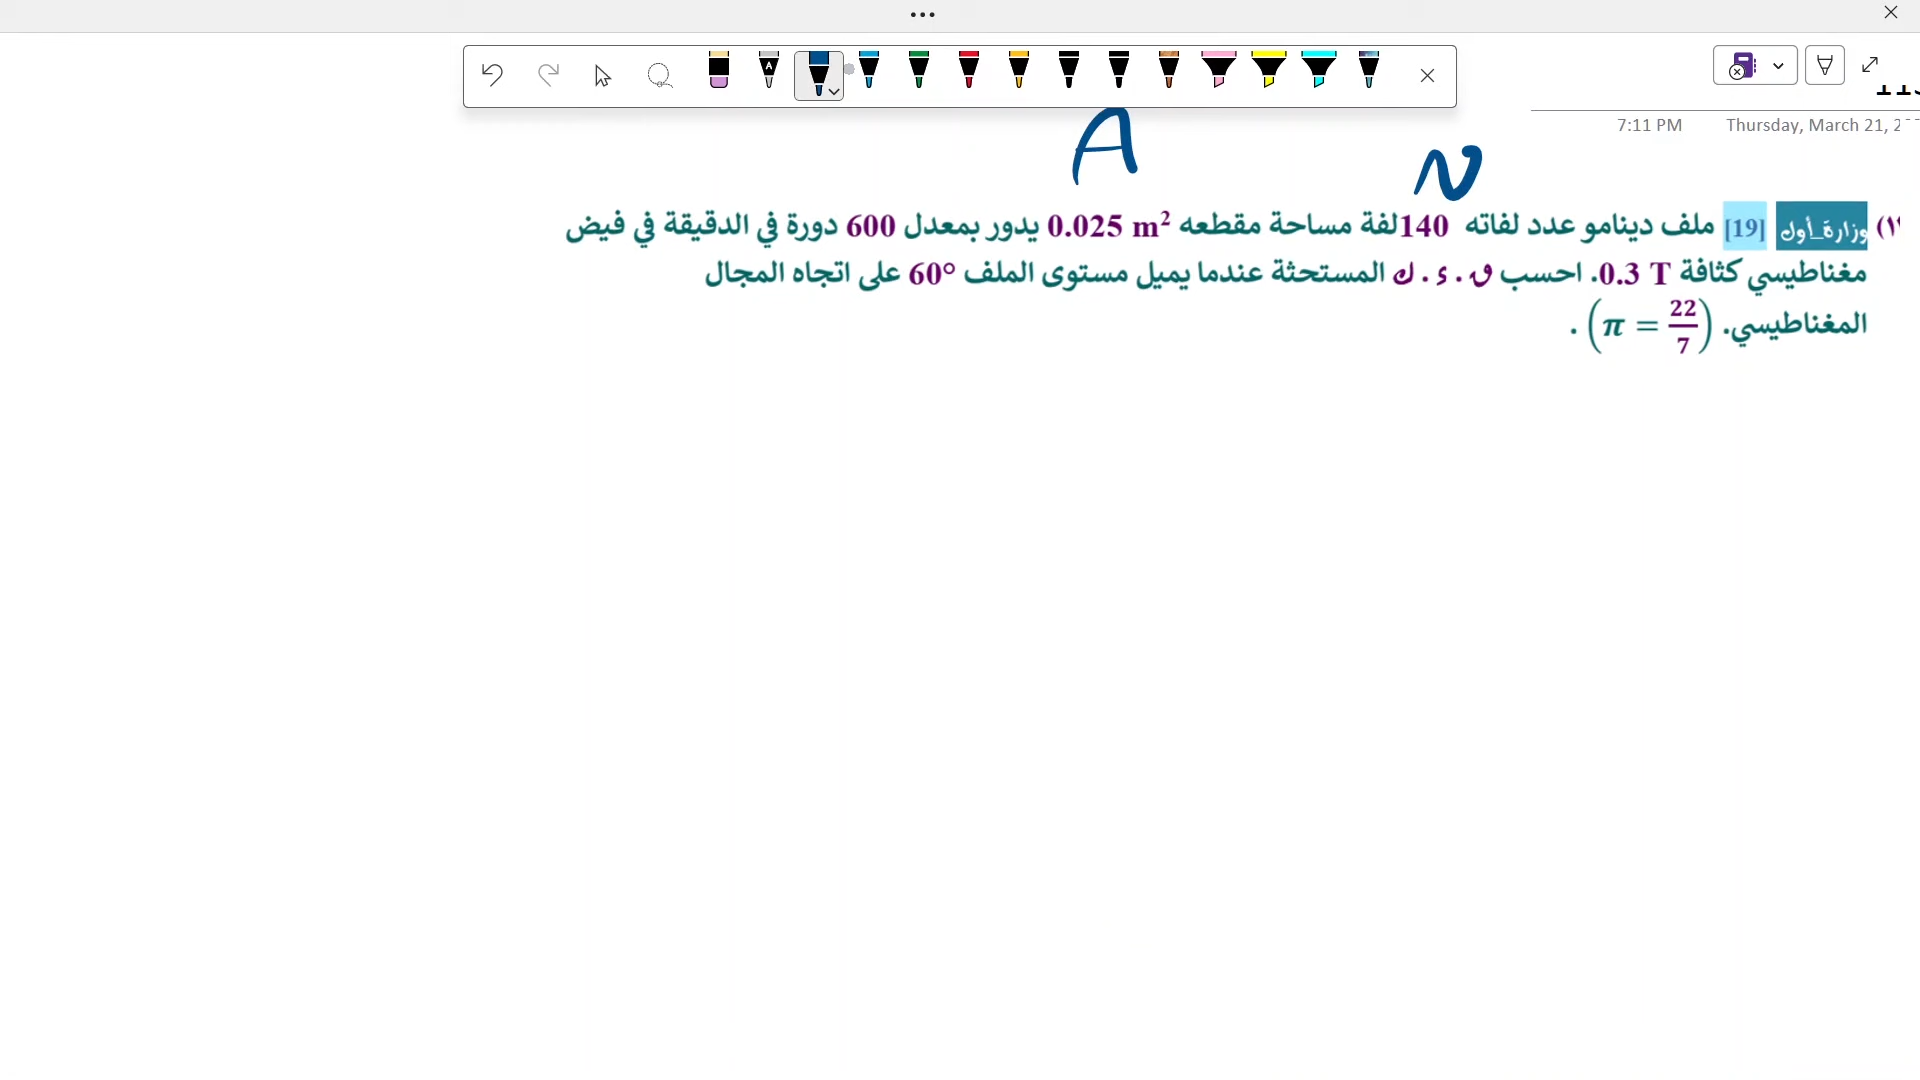 7:11 PM Thursday, March 21, 2
A
N
وزارة_أول [19] ملف دينامو عدد لفاته 140لفة مساحة مقطعه 0.025 m² يدور بمعدل 600 دورة في الدقيقة في فيض
مغناطيسي كثافة 0.3 T. احسب ق . ء . ك المستحثة عندما يميل مستوى الملف 60° على اتجاه المجال
المغناطيسي. (π = 22/7) .